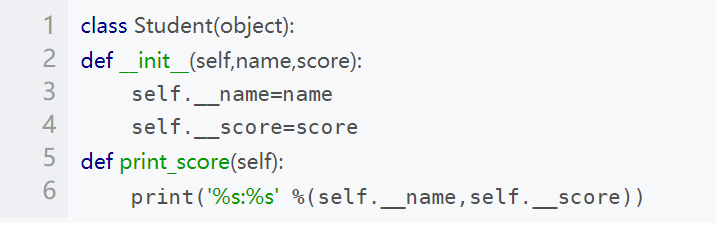 1 class Student(object):
2 def __init__(self,name,score):
3     self.__name=name
4     self.__score=score
5 def print_score(self):
6     print('%s:%s' %(self.__name,self.__score))